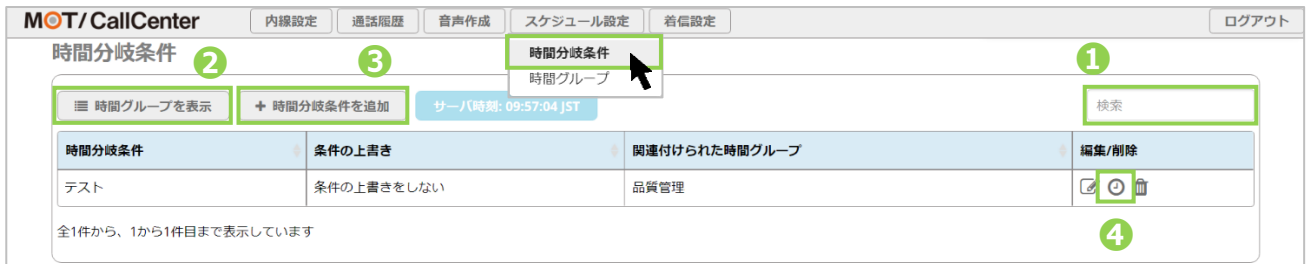 MOT/CallCenter 内線設定 通話履歴 音声作成 スケジュール設定 着信設定 ログアウト
時間分岐条件
時間グループ
時間分岐条件
2 3 1
時間グループを表示 + 時間分岐条件を追加 サーバ時刻: 09:57:04 JST 検索
時間分岐条件 条件の上書き 関連付けられた時間グループ 編集/削除
テスト 条件の上書きをしない 品質管理
4
全1件から、1から1件目まで表示しています